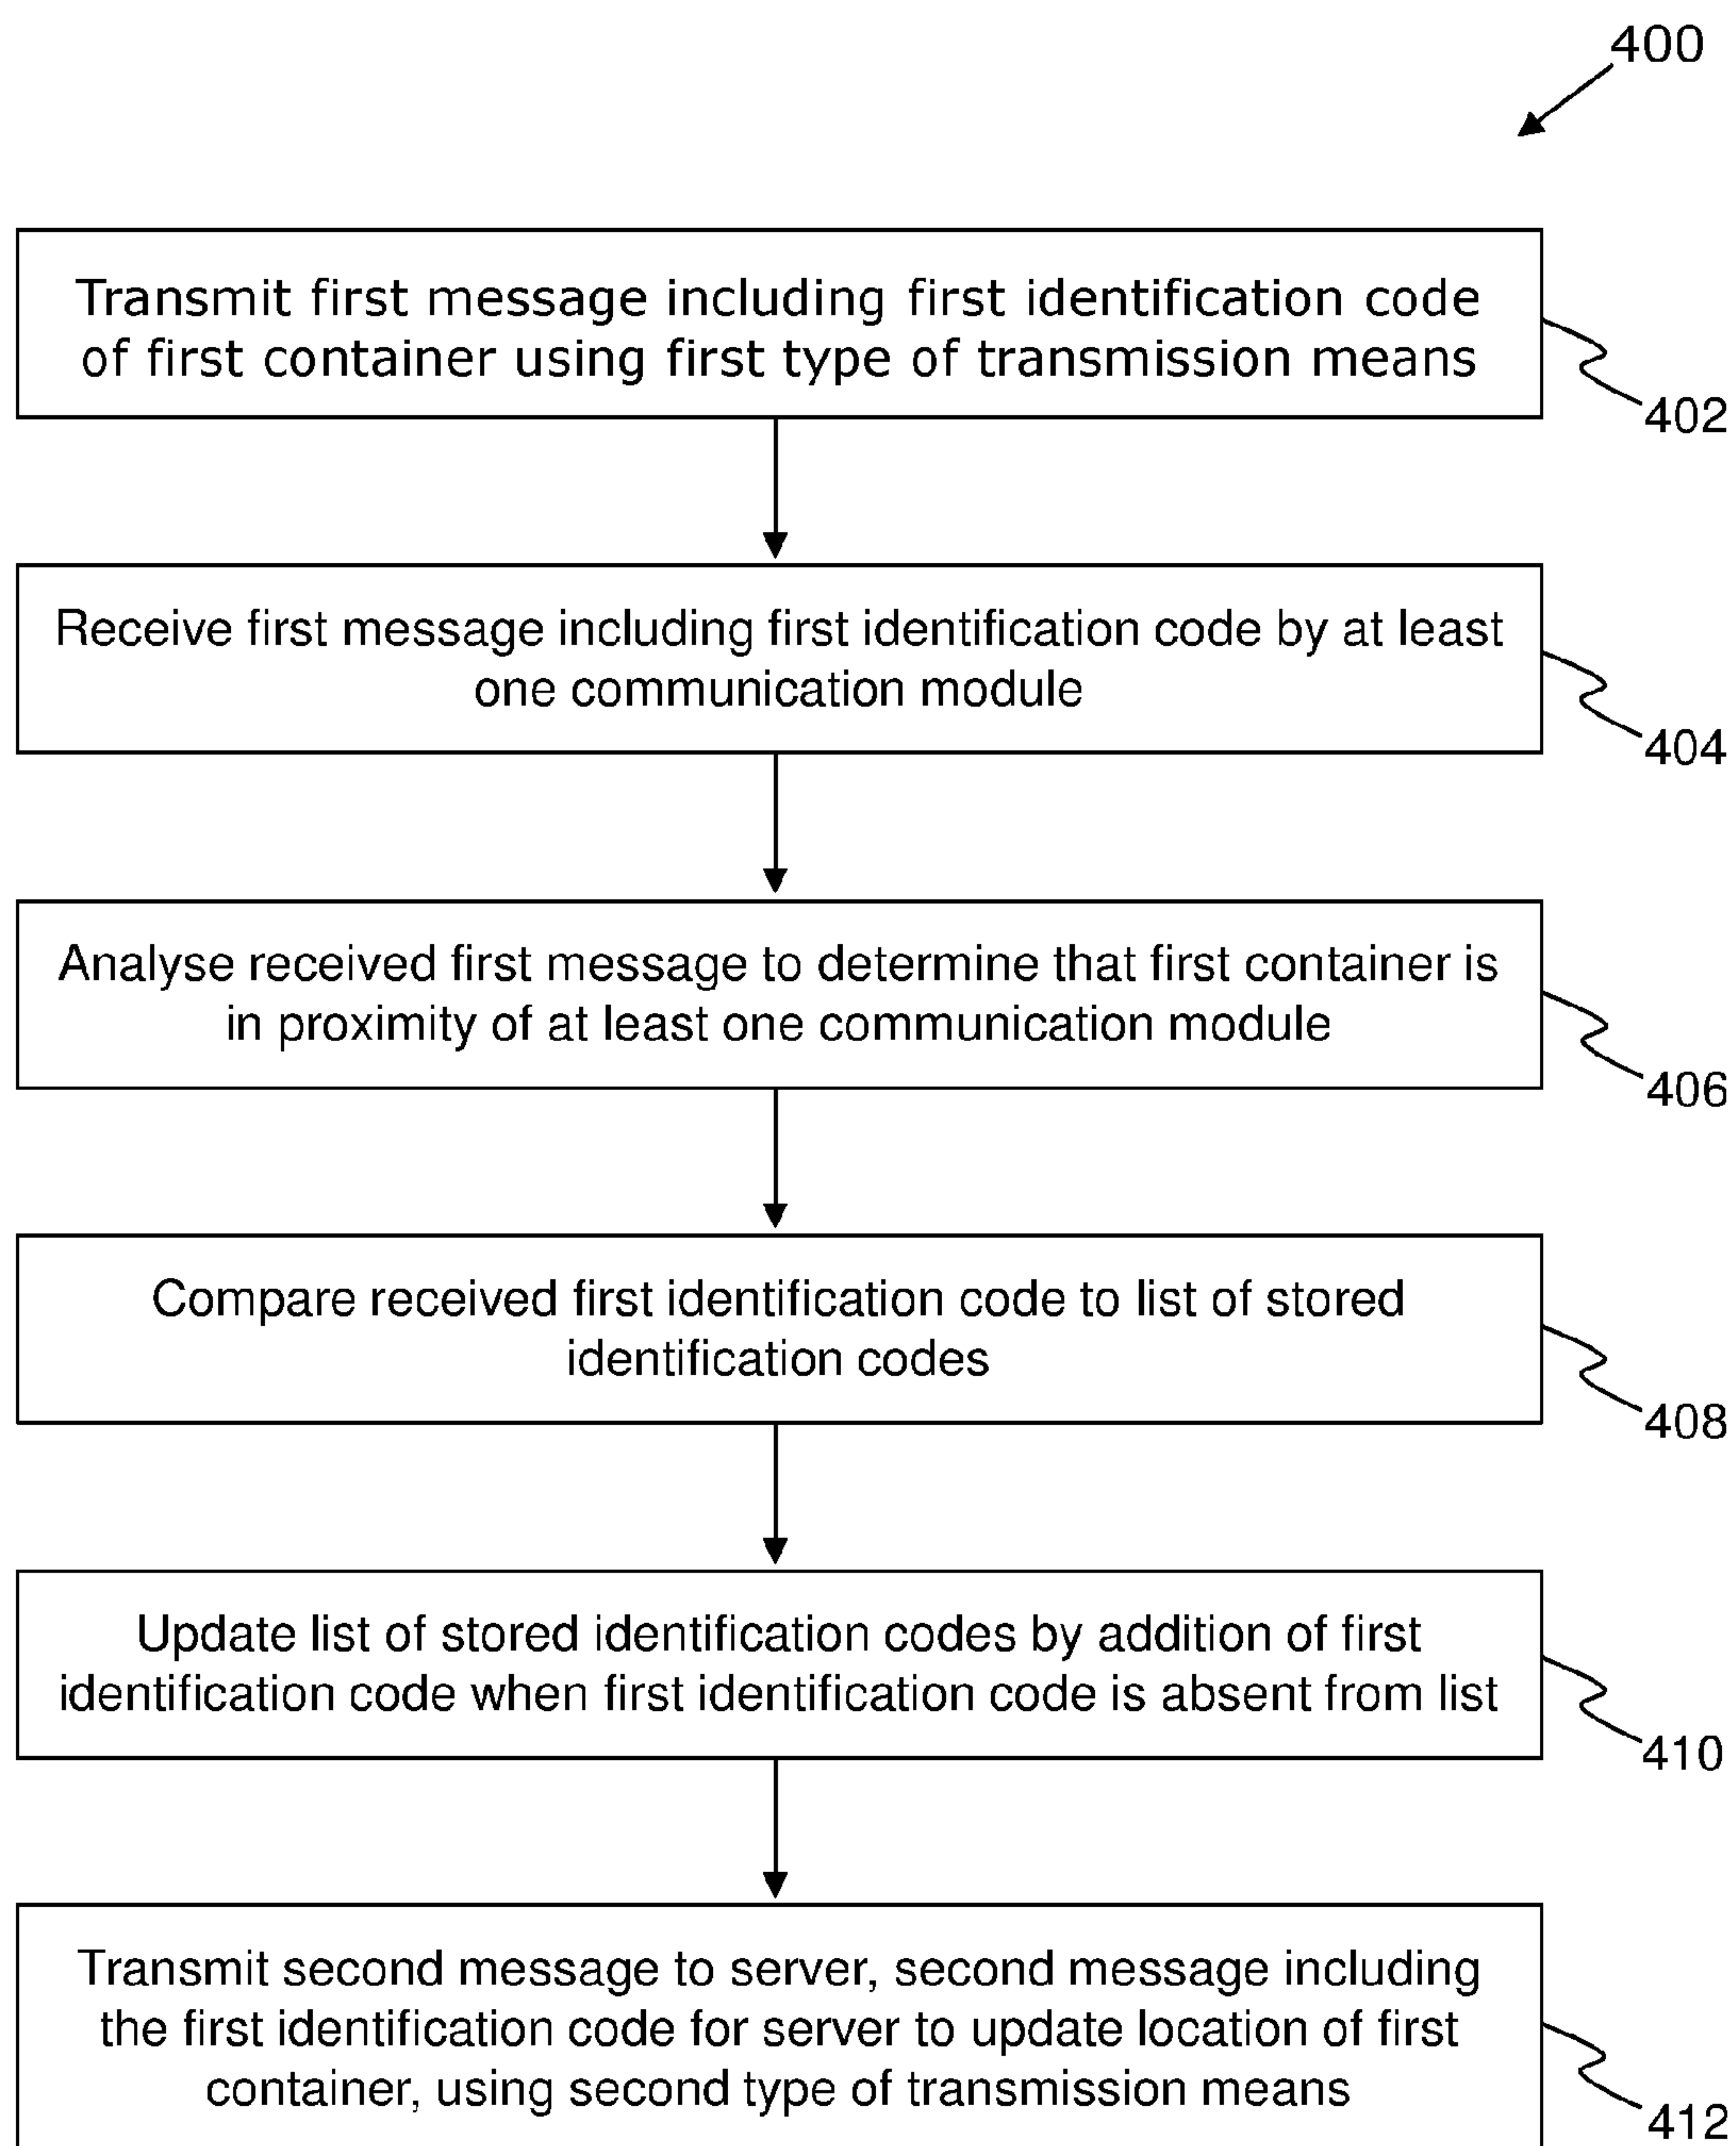 400
Transmit first message including first identification code
of first container using first type of transmission means
402
Receive first message including first identification code by at least
one communication module
404
Analyse received first message to determine that first container is
in proximity of at least one communication module
406
Compare received first identification code to list of stored
identification codes
408
Update list of stored identification codes by addition of first
identification code when first identification code is absent from list
410
Transmit second message to server, second message including
the first identification code for server to update location of first
container, using second type of transmission means
412